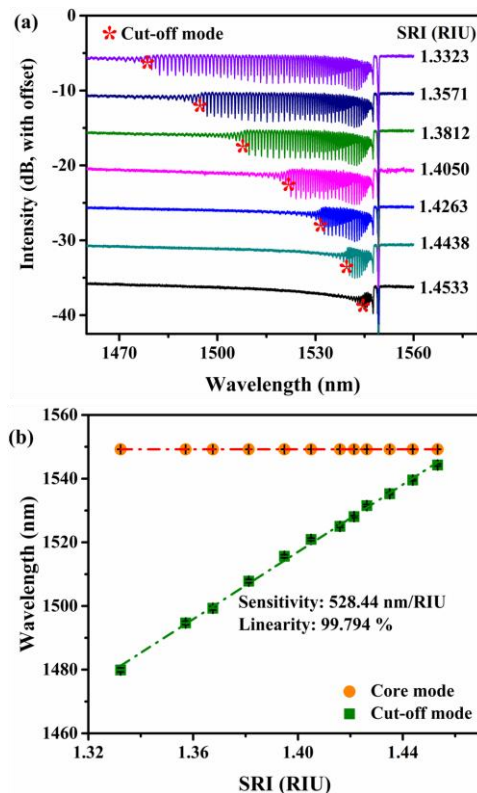 (a)
✳ Cut-off mode SRI (RIU)
0
1.3323
-10
1.3571
1.3812
-20
1.4050
1.4263
-30
1.4438
1.4533
-40
Intensity (dB, with offset)
1470 1500 1530 1560
Wavelength (nm)
(b)
1560
1540
1520
1500
1480
1460
Wavelength (nm)
Sensitivity: 528.44 nm/RIU
Linearity: 99.794 %
Core mode
Cut-off mode
1.32 1.36 1.40 1.44
SRI (RIU)